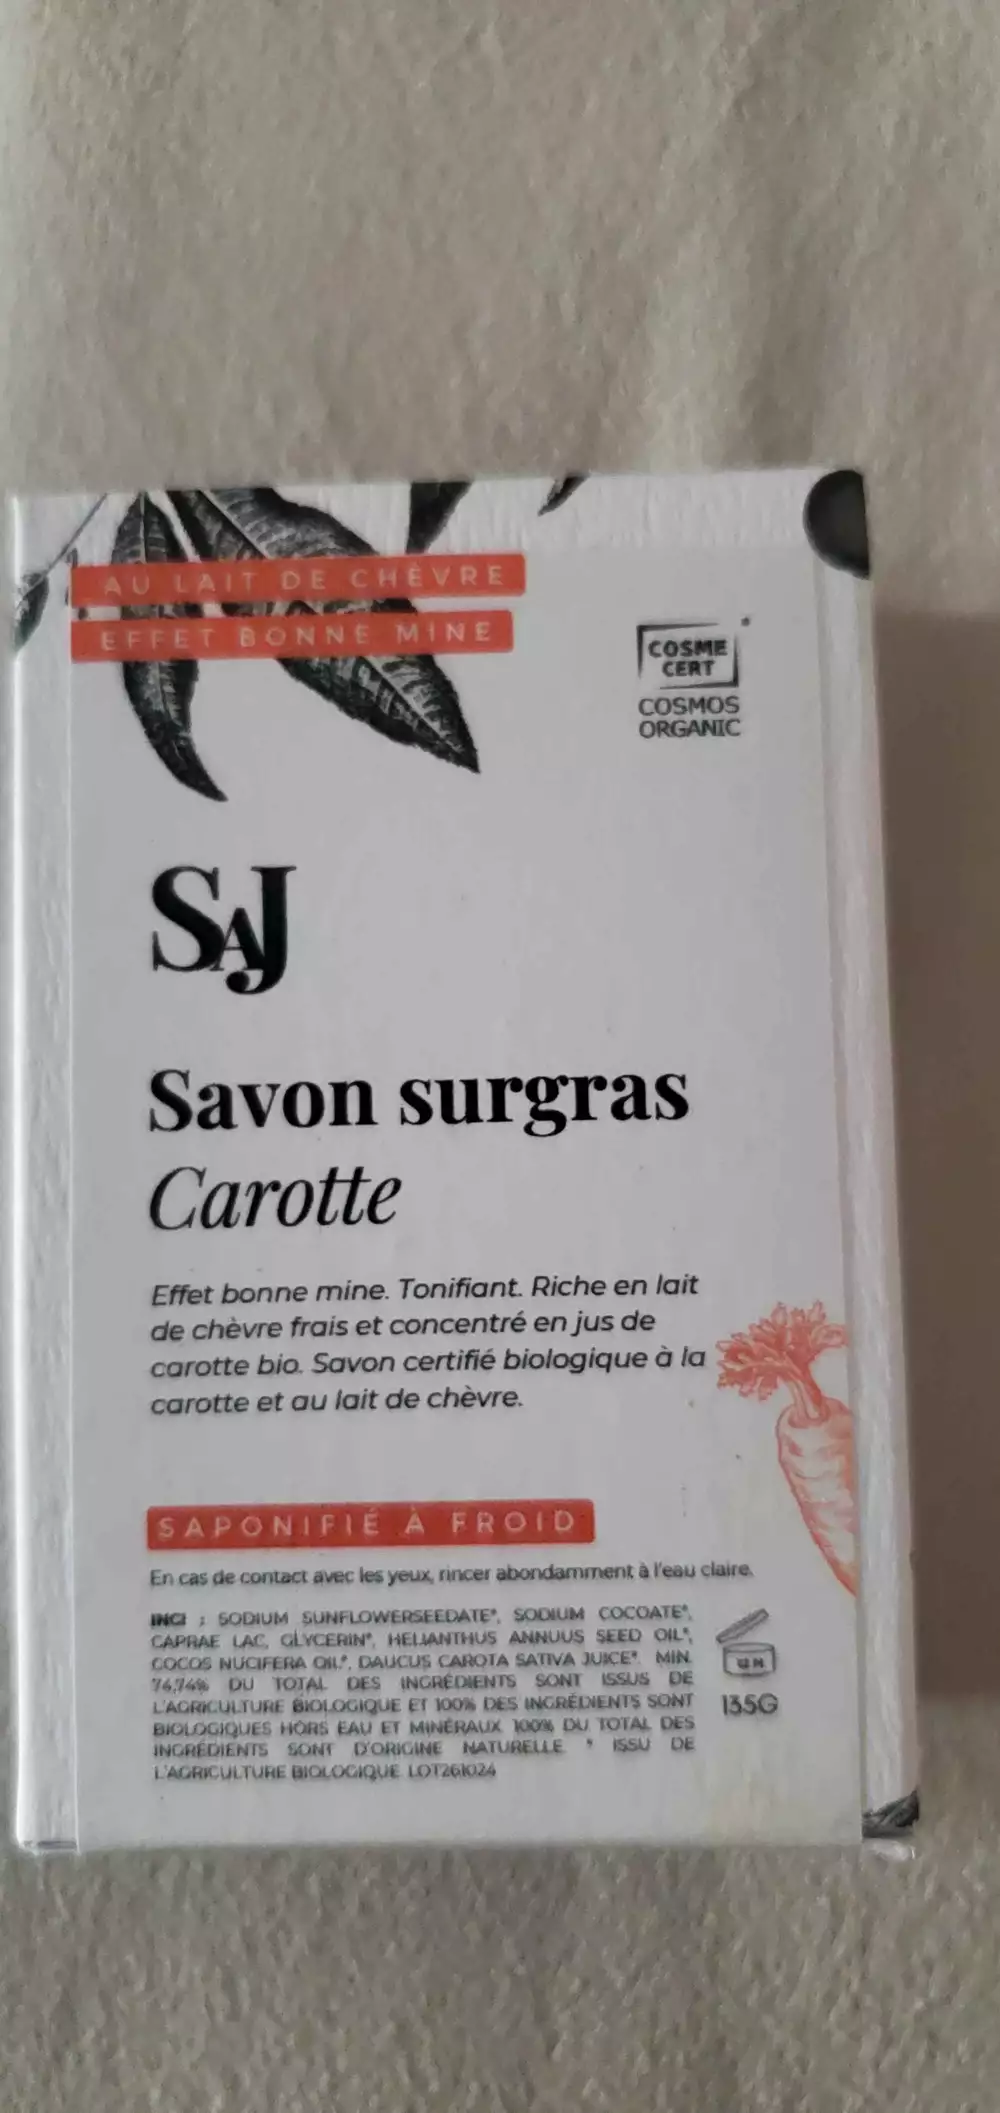 AU LAIT DE CHÈVRE
EFFET BONNE MINE
COSME
CERT
COSMOS
ORGANIC
SAJ
Savon surgras
Carotte
Effet bonne mine. Tonifiant. Riche en lait
de chèvre frais et concentré en jus de
carotte bio. Savon certifié biologique à la
carotte et au lait de chèvre.
SAPONIFIÉ À FROID
En cas de contact avec les yeux, rincer abondamment à l'eau claire.
INCI : SODIUM SUNFLOWERSEEDATE*, SODIUM COCOATE*,
CAPRAE LAC, GLYCERIN*, HELIANTHUS ANNUUS SEED OIL*,
COCOS NUCIFERA OIL*, DAUCUS CAROTA SATIVA JUICE*. MIN.
74,74% DU TOTAL DES INGRÉDIENTS SONT ISSUS DE
L'AGRICULTURE BIOLOGIQUE ET 100% DES INGRÉDIENTS SONT
BIOLOGIQUES HORS EAU ET MINÉRAUX. 100% DU TOTAL DES
INGRÉDIENTS SONT D'ORIGINE NATURELLE. * ISSU DE
L'AGRICULTURE BIOLOGIQUE. LOT261024
135G